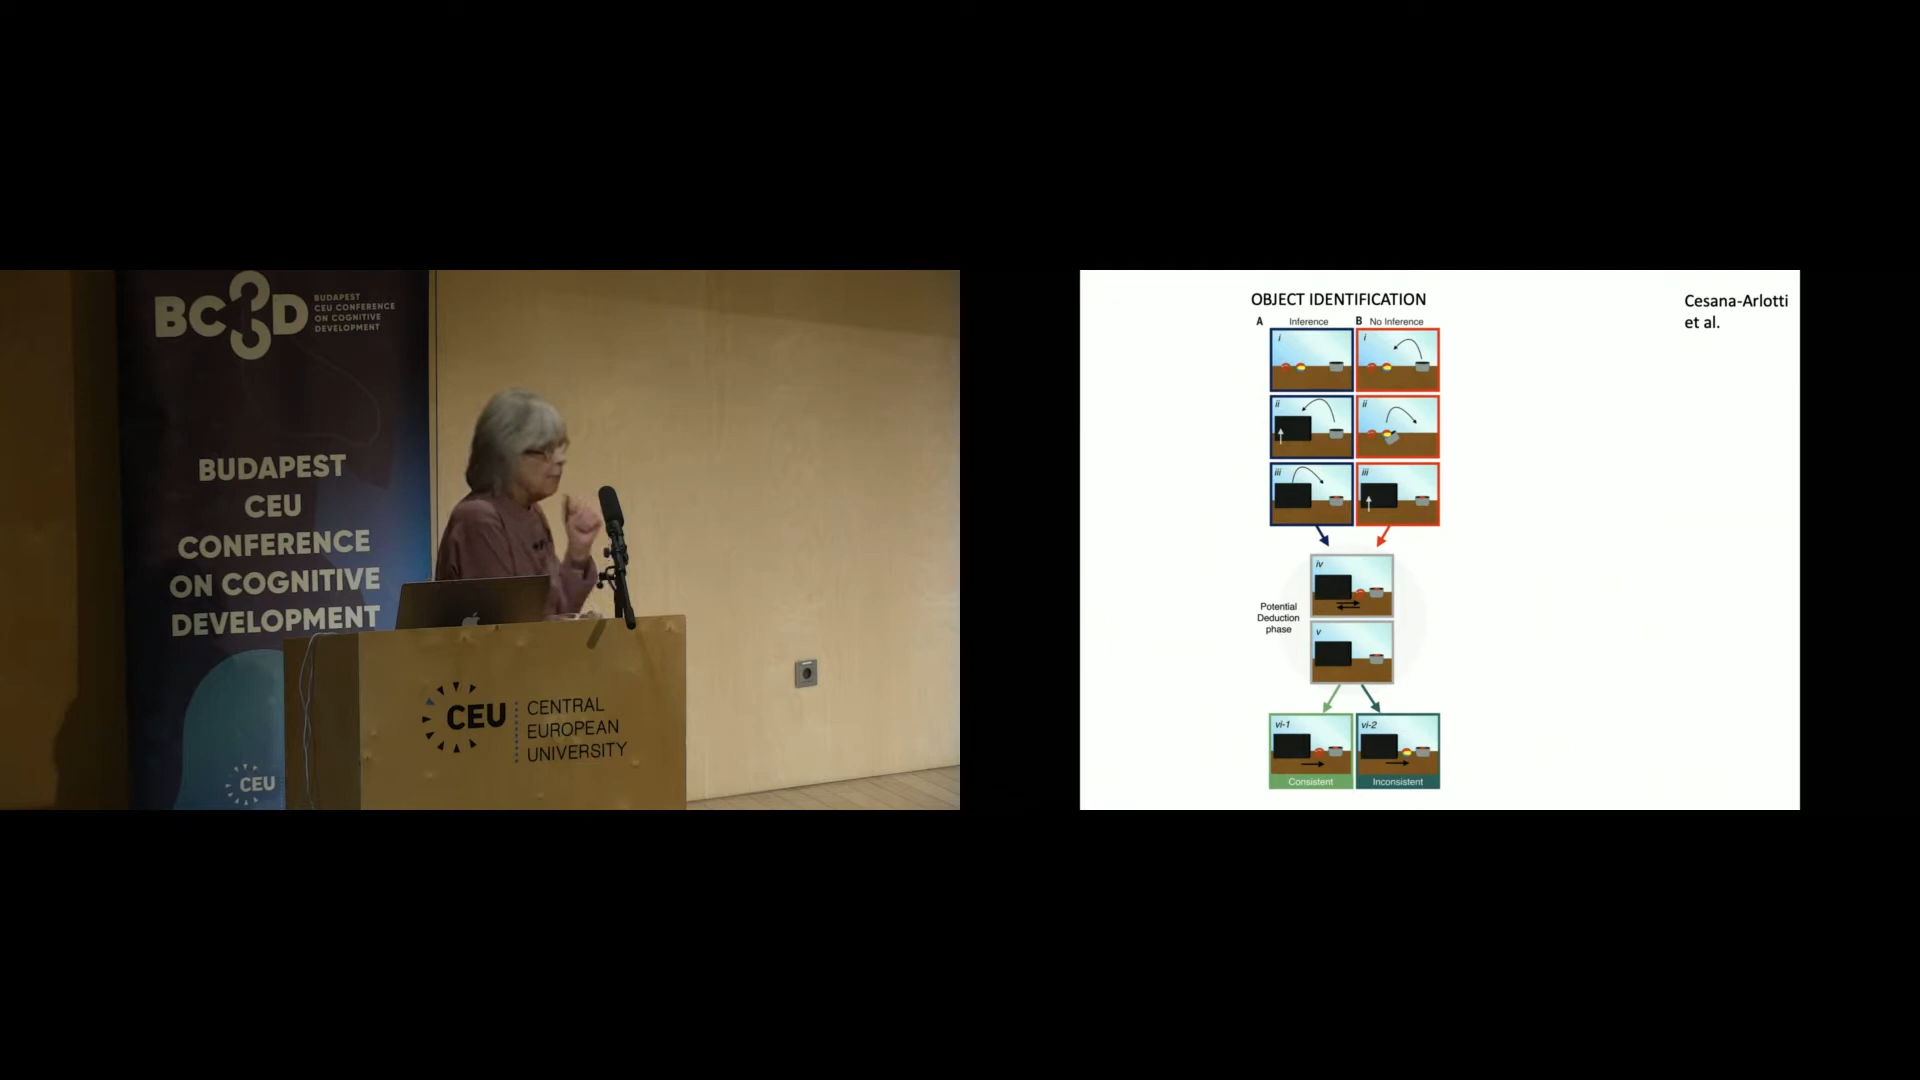 BC3D
BUDAPEST
CEU CONFERENCE
ON COGNITIVE
DEVELOPMENT
BUDAPEST
CEU
CONFERENCE
ON COGNITIVE
DEVELOPMENT
CEU
CEU
CENTRAL
EUROPEAN
UNIVERSITY
OBJECT IDENTIFICATION
Cesana-Arlotti
et al.
A Inference B No Inference
i i
ii ii
iii iii
iv
Potential
Deduction
phase
v
vi-1 vi-2
Consistent Inconsistent